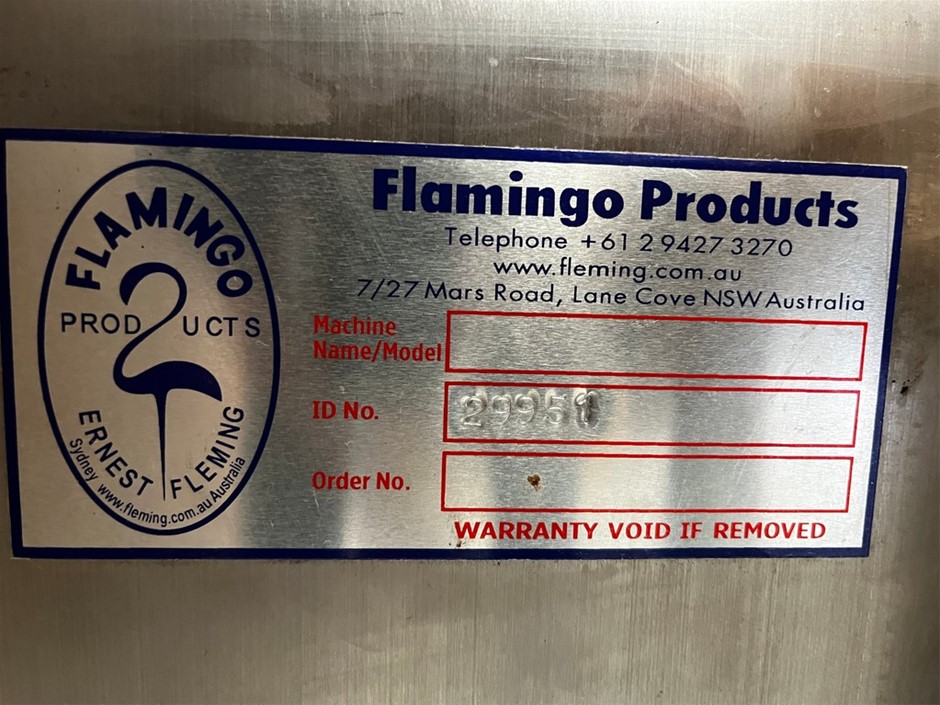 FLAMINGO
PRODUCTS
ERNEST FLEMING
Sydney www.fleming.com.au Australia
Flamingo Products
Telephone +61 2 9427 3270
www.fleming.com.au
7/27 Mars Road, Lane Cove NSW Australia
Machine
Name/Model
ID No. 29951
Order No.
WARRANTY VOID IF REMOVED